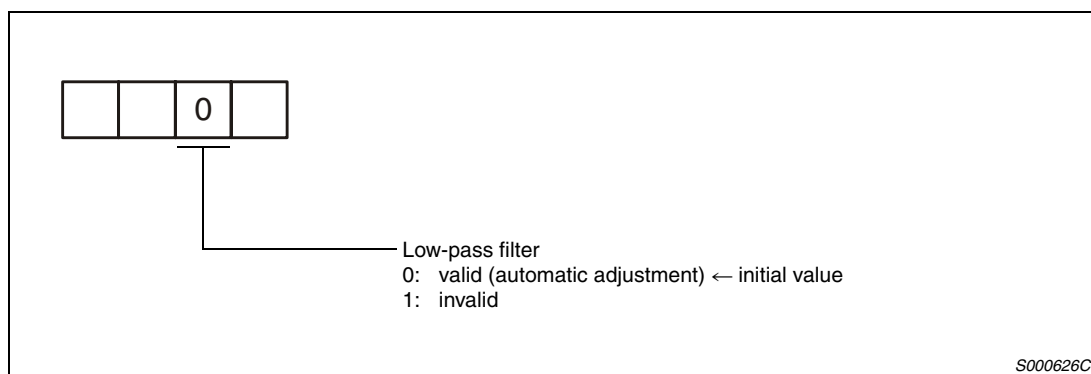 0
Low-pass filter
0: valid (automatic adjustment) ← initial value
1: invalid
S000626C